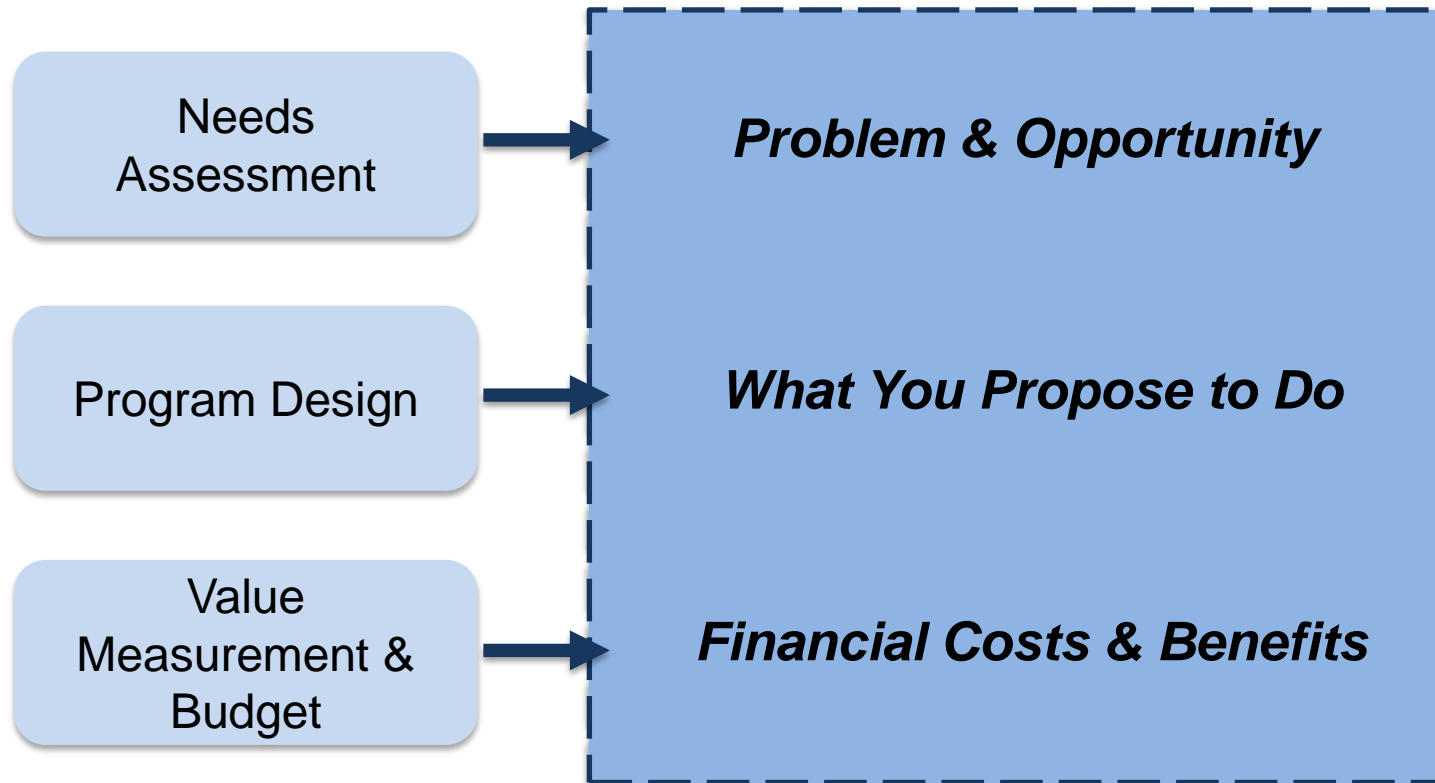 Needs
Assessment
Problem & Opportunity
Program Design
What You Propose to Do
Value
Measurement &
Budget
Financial Costs & Benefits